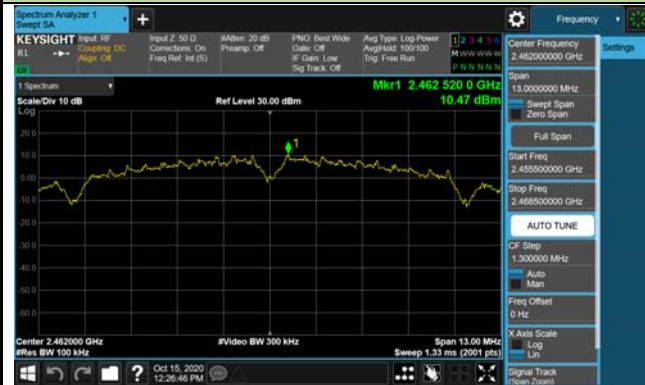 Spectrum Analyzer 1
Swept SA
Frequency
KEYSIGHT
Input: RF
Coupling: DC
Align: Off
Input Z: 50 Ω
Corrections: On
Freq Ref: Int (S)
#Atten: 20 dB
Preamp: Off
PNO: Best Wide
Gate: Off
IF Gain: Low
Sig Track: Off
Avg Type: Log-Power
Avg|Hold: 100/100
Trig: Free Run
1 2 3 4 5 6
M W W W W W
P N N N N N
R L
LW
Center Frequency
2.462000000 GHz
Settings
Span
13.0000000 MHz
Swept Span
Zero Span
Full Span
Start Freq
2.455500000 GHz
Stop Freq
2.468500000 GHz
AUTO TUNE
CF Step
1.300000 MHz
Auto
Man
Freq Offset
0 Hz
X Axis Scale
Log
Lin
Signal Track
(Span Zoom)
1 Spectrum
Scale/Div 10 dB
Log
Ref Level 30.00 dBm
Mkr1 2.462 520 0 GHz
10.47 dBm
1
20.0
10.0
0.00
-10.0
-20.0
-30.0
-40.0
-50.0
-60.0
Center 2.462000 GHz
#Res BW 100 kHz
#Video BW 300 kHz
Span 13.00 MHz
Sweep 1.33 ms (2001 pts)
Oct 15, 2020
12:26:46 PM